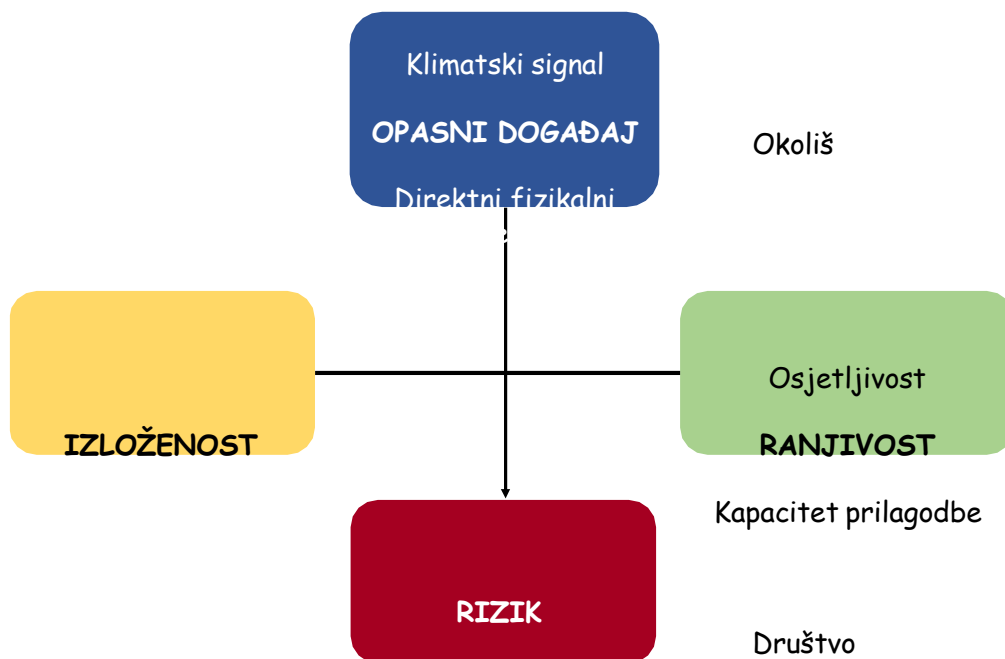 Klimatski signal
OPASNI DOGAĐAJ
Okoliš
Direktni fizikalni
Osjetljivost
IZLOŽENOST
RANJIVOST
Kapacitet prilagodbe
RIZIK
Društvo